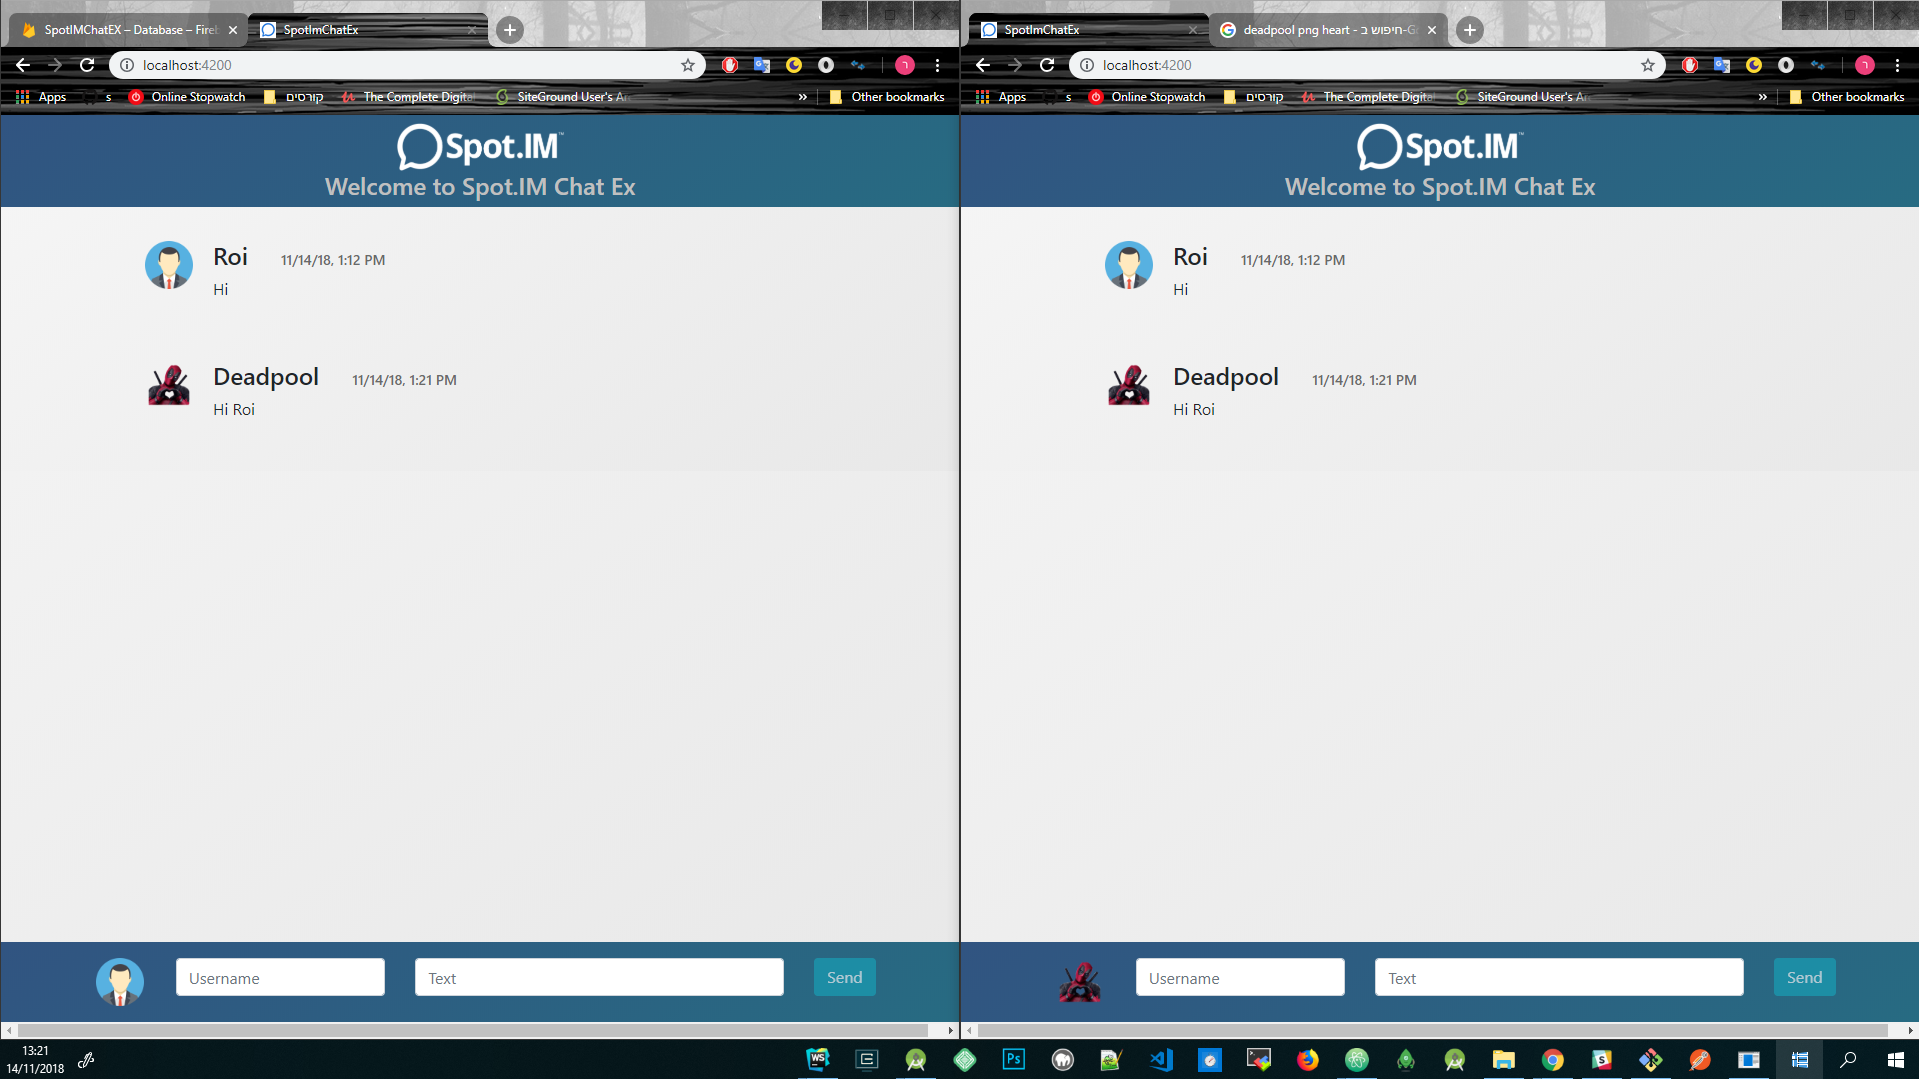 SpotIMChatEX – Database – Fireb
SpotImChatEx
localhost:4200
Apps
s
Online Stopwatch
קורסים
The Complete Digita
SiteGround User's A
Other bookmarks
Spot.IM™
Welcome to Spot.IM Chat Ex
Roi 11/14/18, 1:12 PM
Hi
Deadpool 11/14/18, 1:21 PM
Hi Roi
Username
Text
Send
SpotImChatEx
deadpool png heart - חיפוש ב-G
localhost:4200
Apps
s
Online Stopwatch
קורסים
The Complete Digita
SiteGround User's A
Other bookmarks
Spot.IM™
Welcome to Spot.IM Chat Ex
Roi 11/14/18, 1:12 PM
Hi
Deadpool 11/14/18, 1:21 PM
Hi Roi
Username
Text
Send
13:21
14/11/2018
WS
Ps